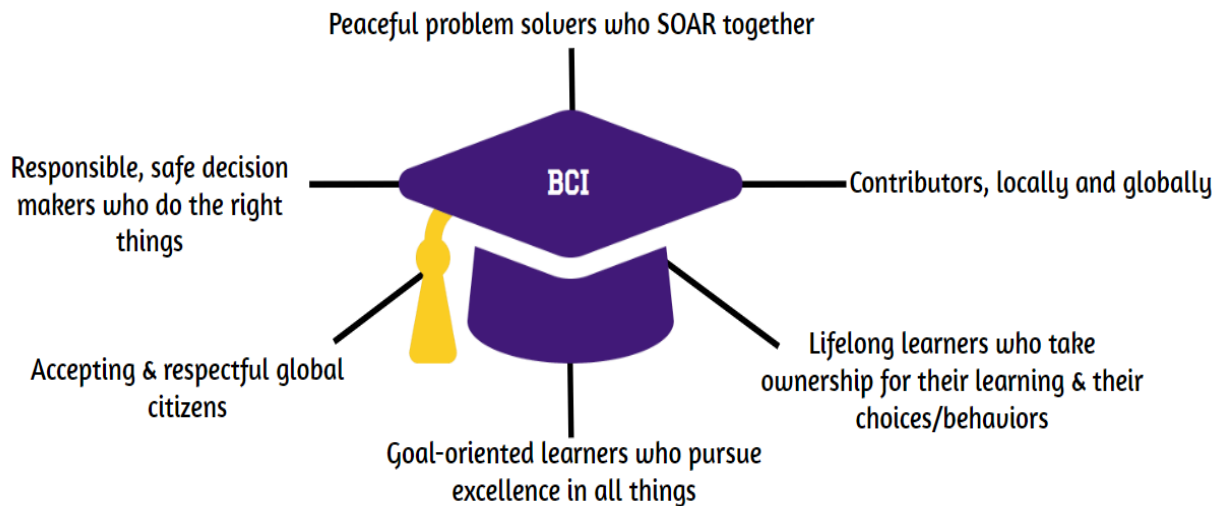 Peaceful problem solvers who SOAR together
BCI
Responsible, safe decision
makers who do the right
things
Contributors, locally and globally
Accepting & respectful global
citizens
Lifelong learners who take
ownership for their learning & their
choices/behaviors
Goal-oriented learners who pursue
excellence in all things